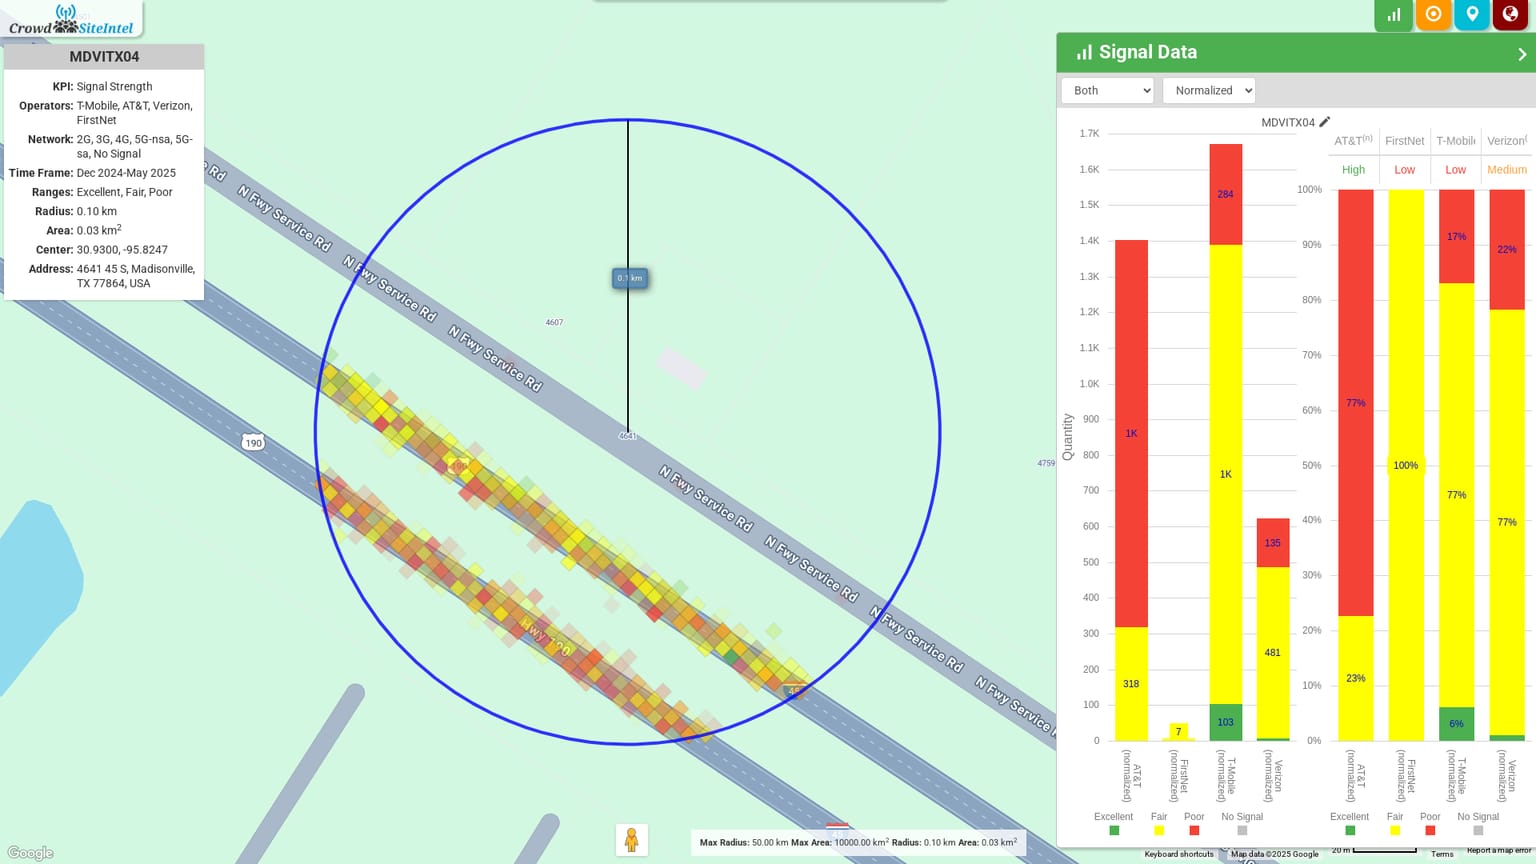 Crowd SiteIntel
MDVITX04
KPI: Signal Strength
Operators: T-Mobile, AT&T, Verizon,
FirstNet
Network: 2G, 3G, 4G, 5G-nsa, 5G-
sa, No Signal
Time Frame: Dec 2024-May 2025
Ranges: Excellent, Fair, Poor
Radius: 0.10 km
Area: 0.03 km²
Center: 30.9300, -95.8247
Address: 4641 45 S, Madisonville,
TX 77864, USA
Rd
N Fwy Service Rd
N Fwy Service Rd
N Fwy Service Rd
N Fwy Service Rd
N Fwy Service Rd
N Fwy Service Rd
N Fwy Service
0.1 km
4607
4641
4759
190
190
Hwy 190
Signal Data
Both
Normalized
MDVITX04
Quantity
1.7K
1.6K
1.5K
1.4K
1.3K
1.2K
1.1K
1.0K
900
800
700
600
500
400
300
200
100
0
1K
318
7
284
1K
103
135
481
AT&T (normalized)
FirstNet (normalized)
T-Mobile (normalized)
Verizon (normalized)
Excellent Fair Poor No Signal
AT&T(n) FirstNet T-Mobile Verizon(
High Low Low Medium
100%
90%
80%
70%
60%
50%
40%
30%
20%
10%
0%
77%
23%
100%
17%
77%
6%
22%
77%
AT&T (normalized)
FirstNet (normalized)
T-Mobile (normalized)
Verizon (normalized)
Excellent Fair Poor No Signal
Google
Max Radius: 50.00 km Max Area: 10000.00 km² Radius: 0.10 km Area: 0.03 km²
Keyboard shortcuts Map data ©2025 Google 20 m Terms Report a map error